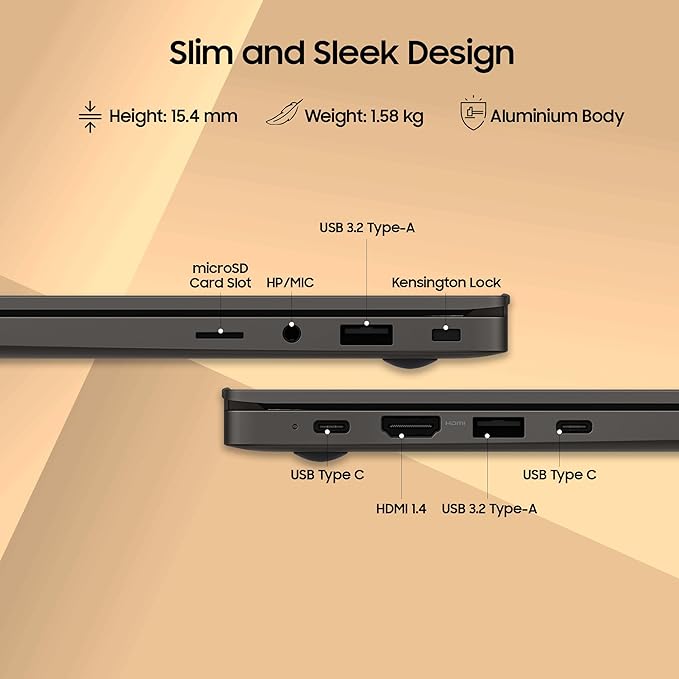 Slim and Sleek Design
Height: 15.4 mm
Weight: 1.58 kg
Aluminium Body
USB 3.2 Type-A
microSD
Card Slot
HP/MIC
Kensington Lock
HDMI
USB Type C
HDMI 1.4
USB 3.2 Type-A
USB Type C